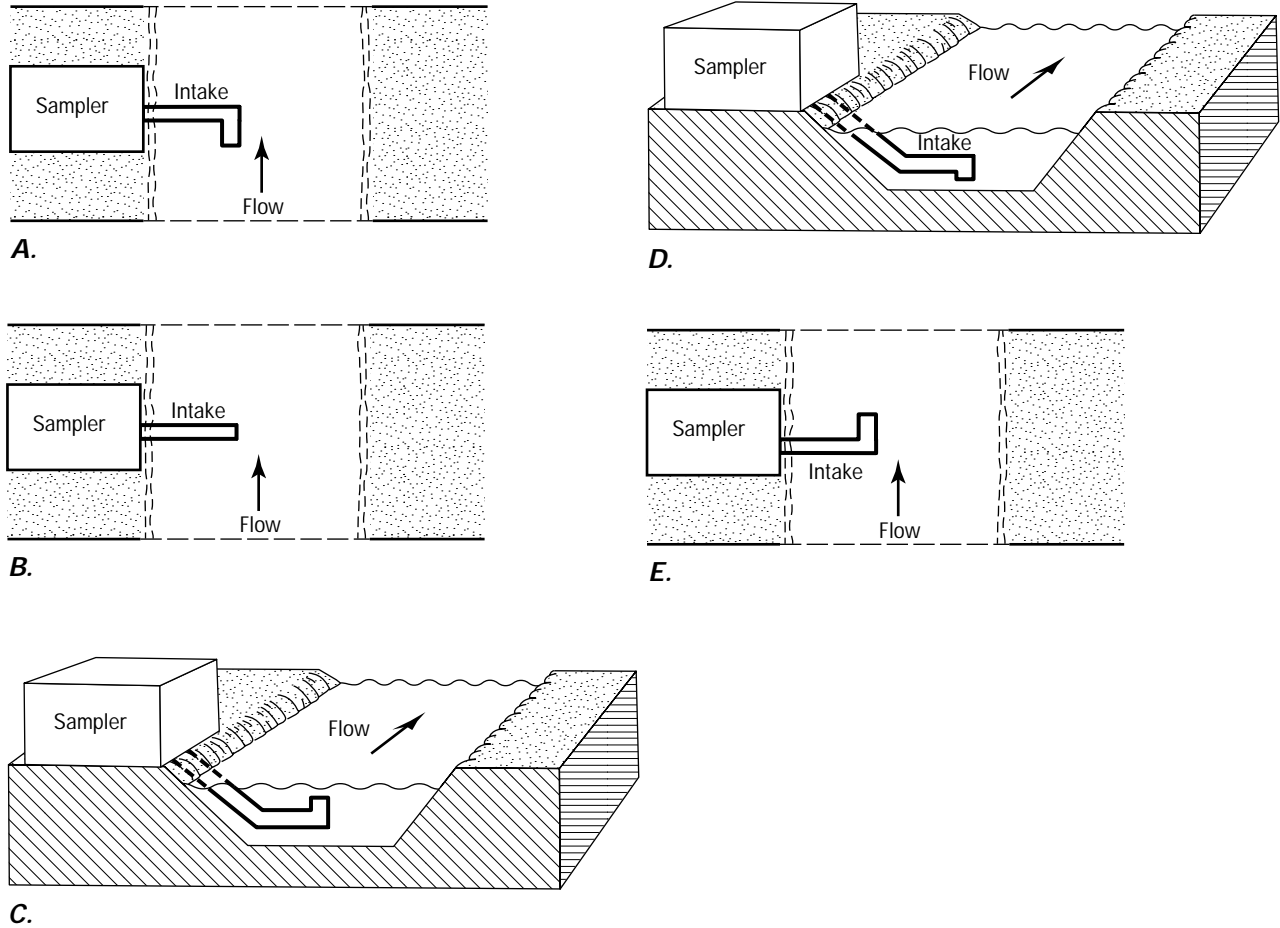 Sampler
Intake
Flow
A.
Sampler
Intake
Flow
B.
Sampler
Flow
C.
Sampler
Flow
Intake
D.
Sampler
Intake
Flow
E.